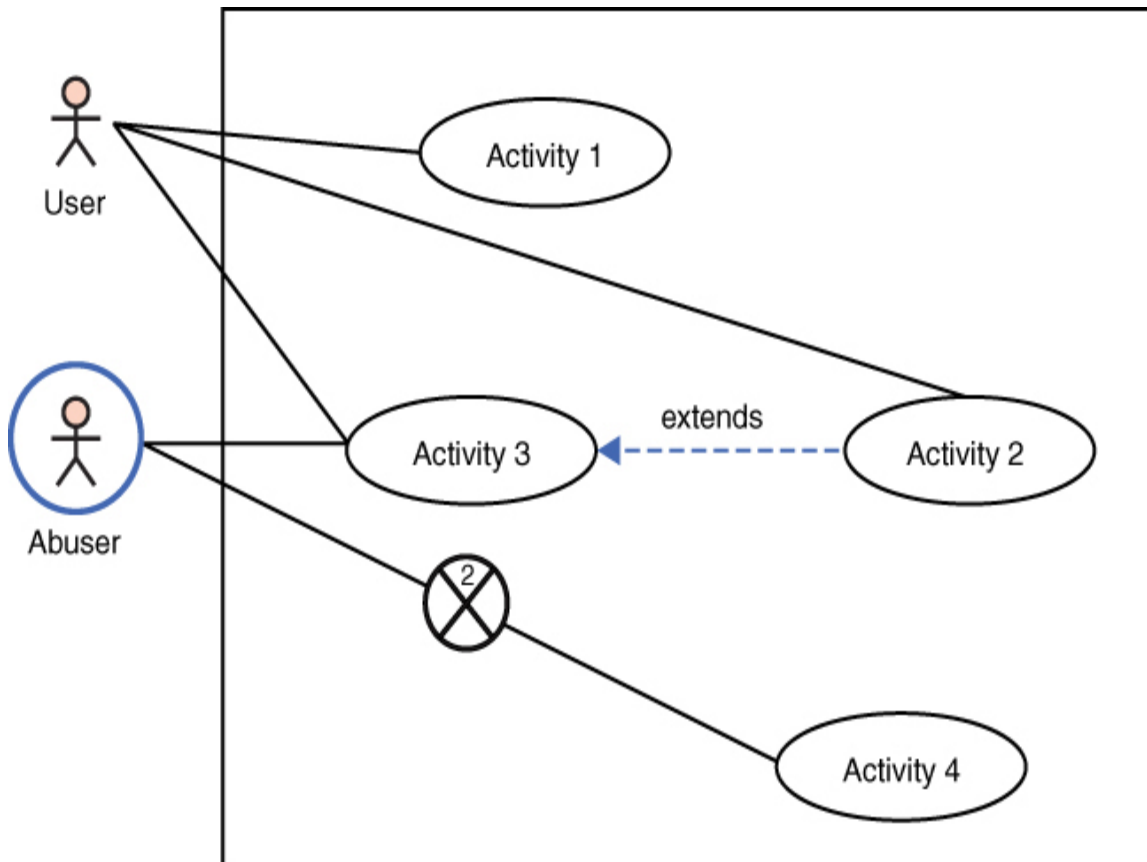 User
Activity 1
extends
Activity 3
Activity 2
Abuser
2
Activity 4